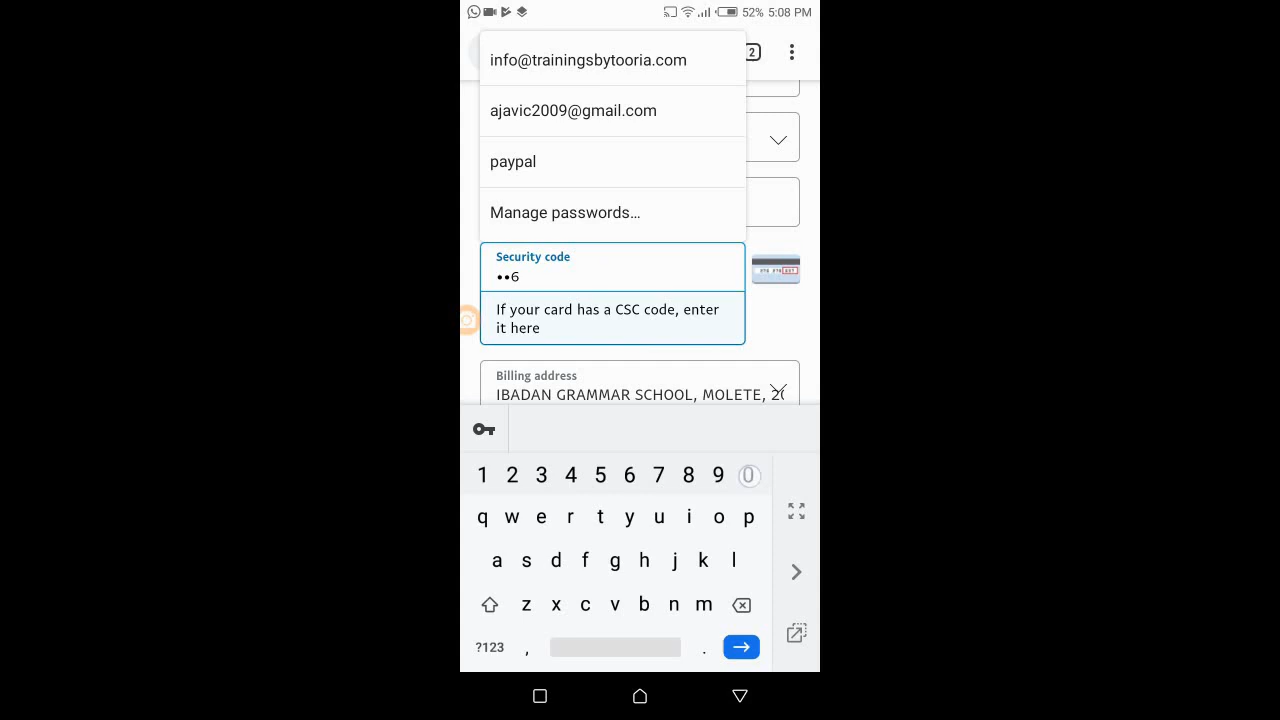 52% 5:08 PM
2
info@trainingsbytooria.com
ajavic2009@gmail.com
paypal
Manage passwords...
Security code
••6
If your card has a CSC code, enter
it here
Billing address
IBADAN GRAMMAR SCHOOL, MOLETE, 20
1 2 3 4 5 6 7 8 9 0
q w e r t y u i o p
a s d f g h j k l
z x c v b n m
?123 , .